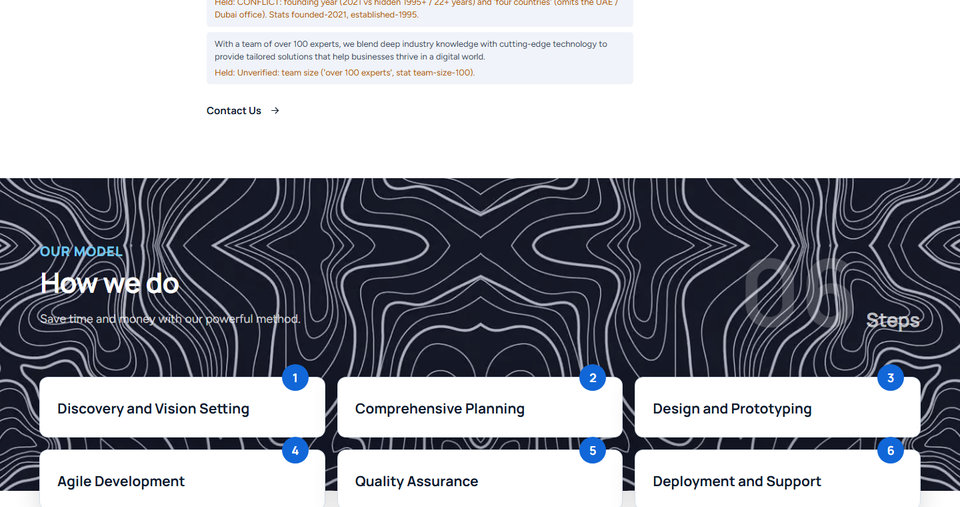 Held: CONFLICT: founding year (2021 vs hidden 1995+ / 22+ years) and 'four countries' (omits the UAE /
Dubai office). Stats founded-2021, established-1995.
With a team of over 100 experts, we blend deep industry knowledge with cutting-edge technology to
provide tailored solutions that help businesses thrive in a digital world.
Held: Unverified: team size ('over 100 experts', stat team-size-100).
Contact Us →
OUR MODEL
How we do
Save time and money with our powerful method.
06
Steps
1
Discovery and Vision Setting
2
Comprehensive Planning
3
Design and Prototyping
4
Agile Development
5
Quality Assurance
6
Deployment and Support